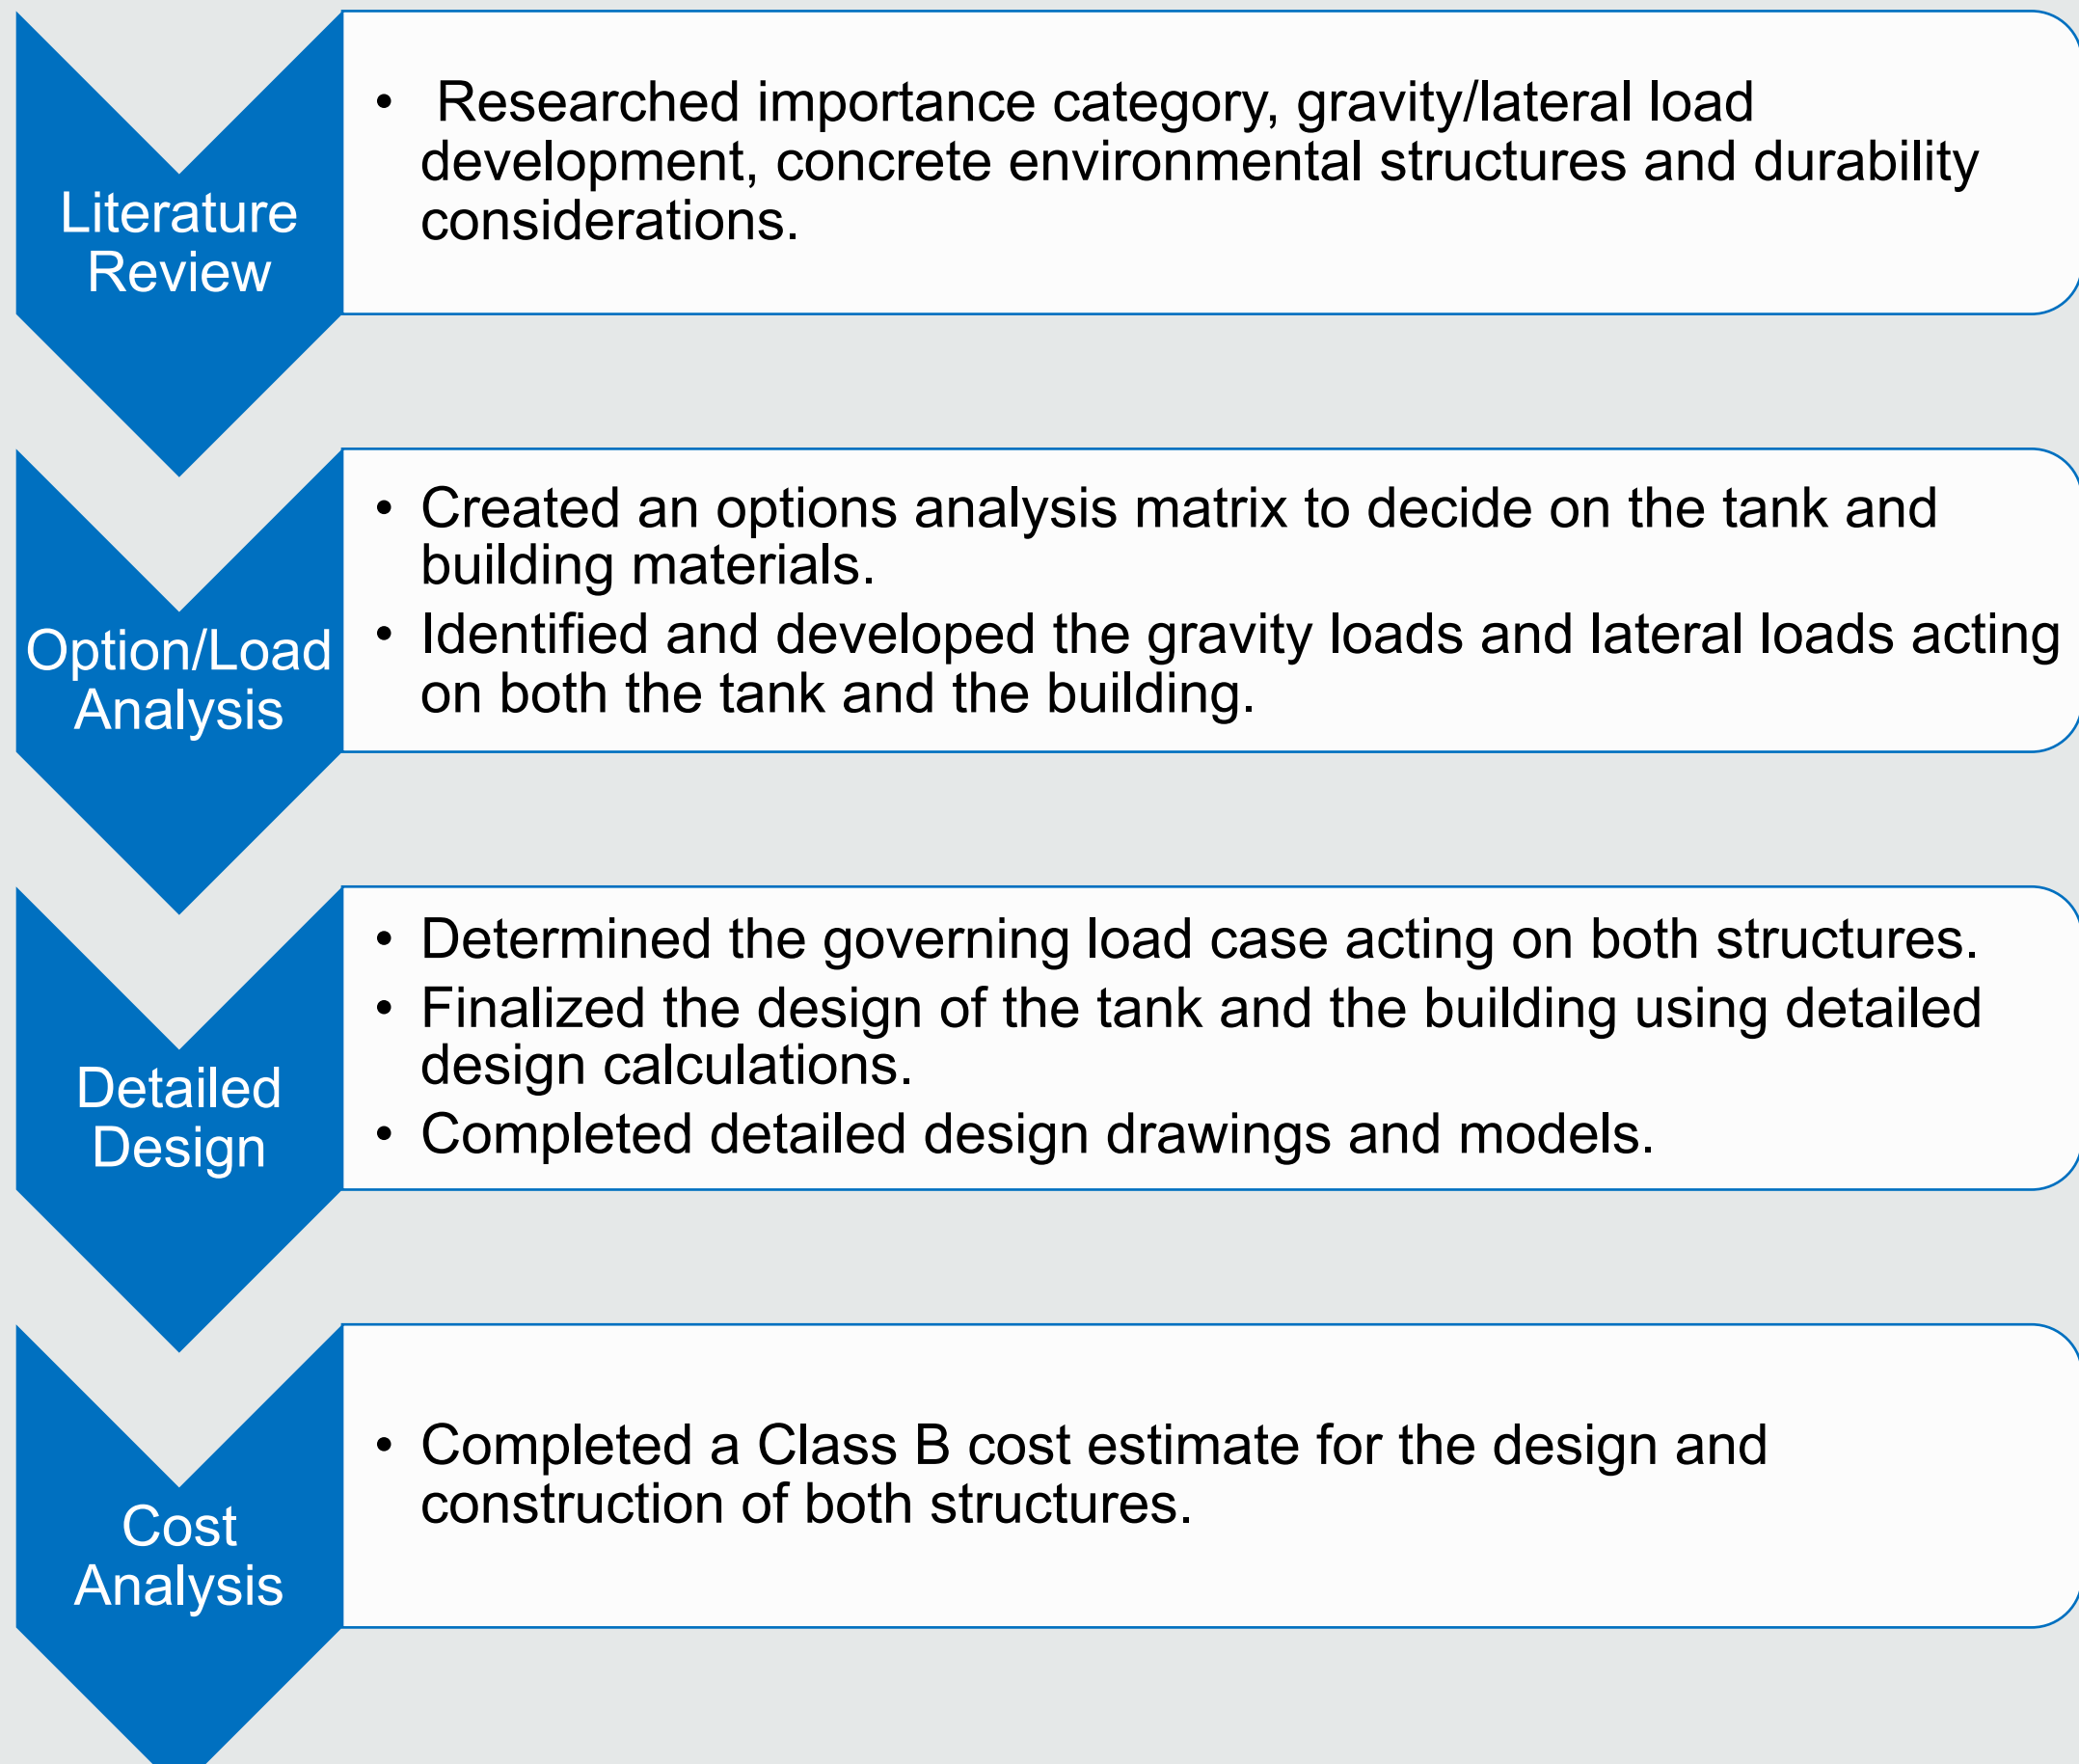 Literature
Review
• Researched importance category, gravity/lateral load
development, concrete environmental structures and durability
considerations.
Option/Load
Analysis
• Created an options analysis matrix to decide on the tank and
building materials.
• Identified and developed the gravity loads and lateral loads acting
on both the tank and the building.
Detailed
Design
• Determined the governing load case acting on both structures.
• Finalized the design of the tank and the building using detailed
design calculations.
• Completed detailed design drawings and models.
Cost
Analysis
• Completed a Class B cost estimate for the design and
construction of both structures.